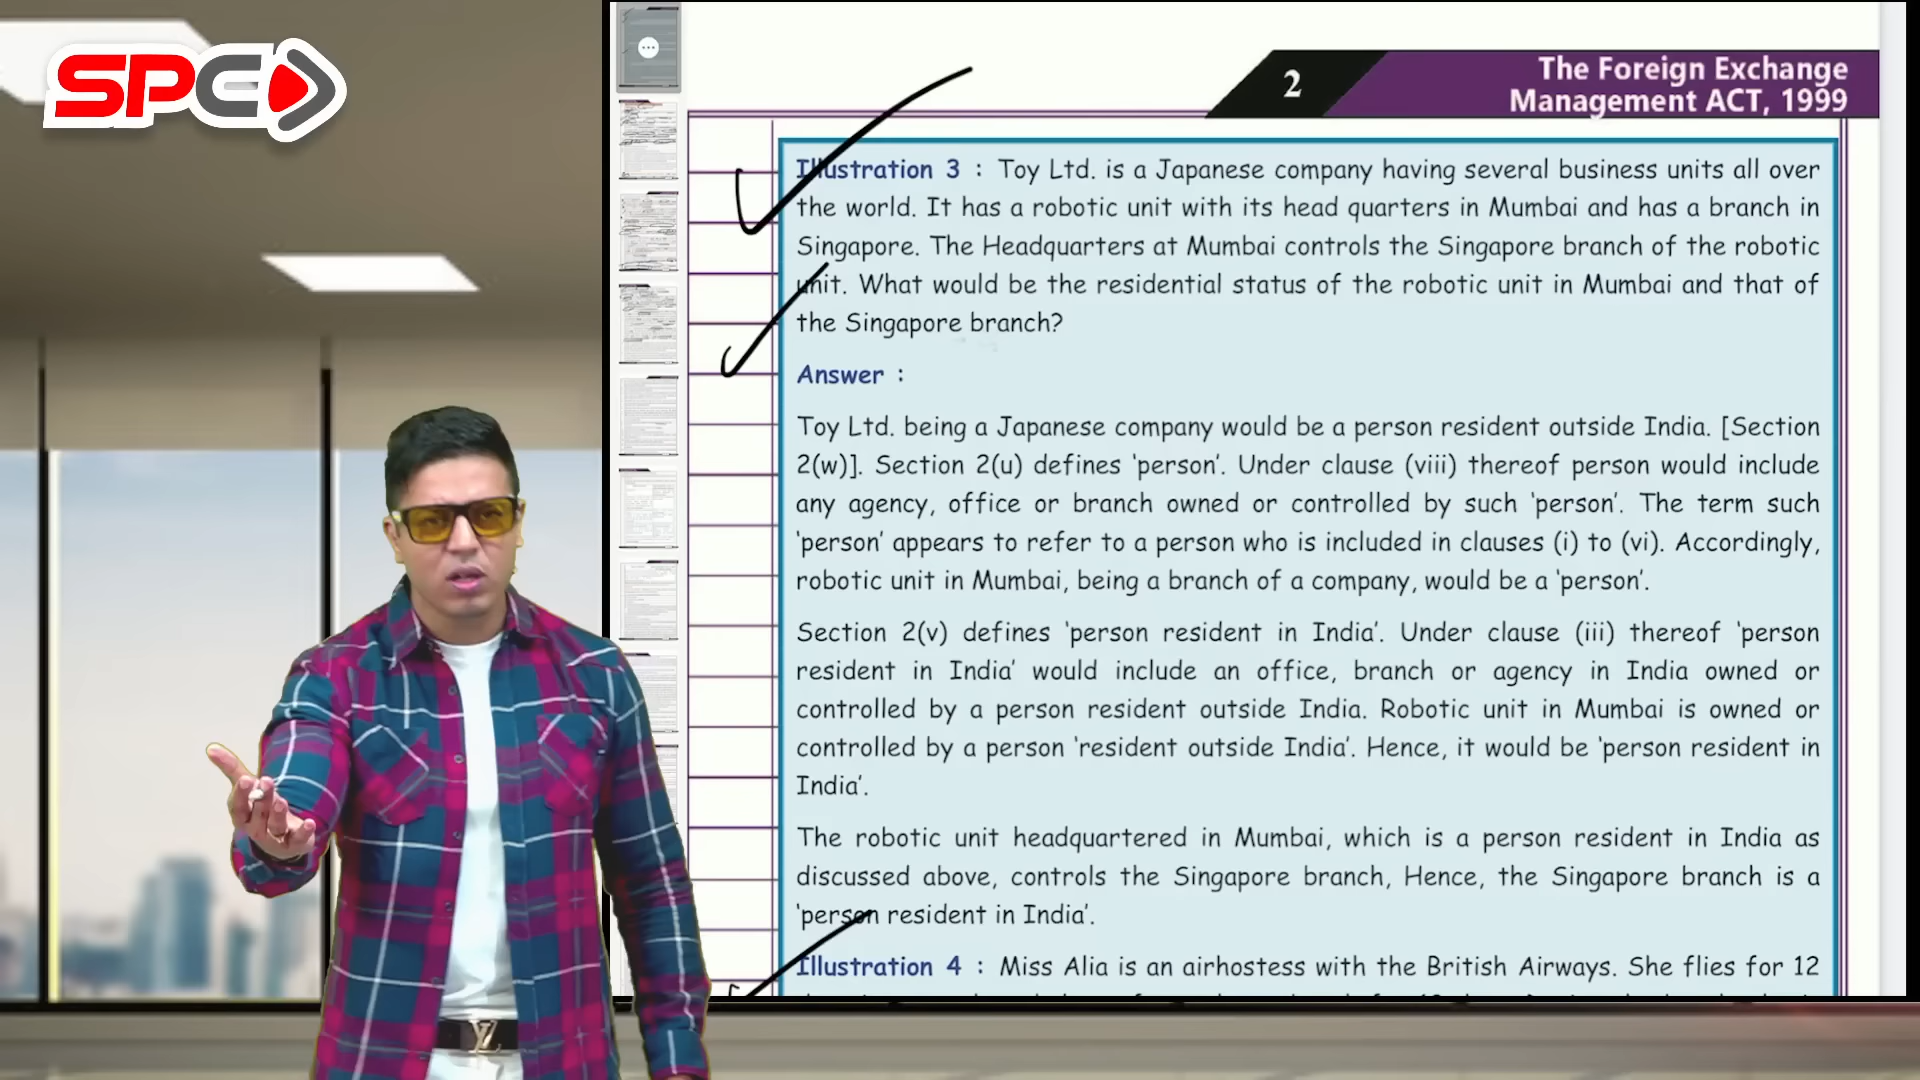 SPC
2
The Foreign Exchange
Management ACT, 1999
Illustration 3 : Toy Ltd. is a Japanese company having several business units all over
the world. It has a robotic unit with its head quarters in Mumbai and has a branch in
Singapore. The Headquarters at Mumbai controls the Singapore branch of the robotic
unit. What would be the residential status of the robotic unit in Mumbai and that of
the Singapore branch?
Answer :
Toy Ltd. being a Japanese company would be a person resident outside India. [Section
2(w)]. Section 2(u) defines ‘person’. Under clause (viii) thereof person would include
any agency, office or branch owned or controlled by such ‘person’. The term such
‘person’ appears to refer to a person who is included in clauses (i) to (vi). Accordingly,
robotic unit in Mumbai, being a branch of a company, would be a ‘person’.
Section 2(v) defines ‘person resident in India’. Under clause (iii) thereof ‘person
resident in India’ would include an office, branch or agency in India owned or
controlled by a person resident outside India. Robotic unit in Mumbai is owned or
controlled by a person ‘resident outside India’. Hence, it would be ‘person resident in
India’.
The robotic unit headquartered in Mumbai, which is a person resident in India as
discussed above, controls the Singapore branch, Hence, the Singapore branch is a
‘person resident in India’.
Illustration 4 : Miss Alia is an airhostess with the British Airways. She flies for 12